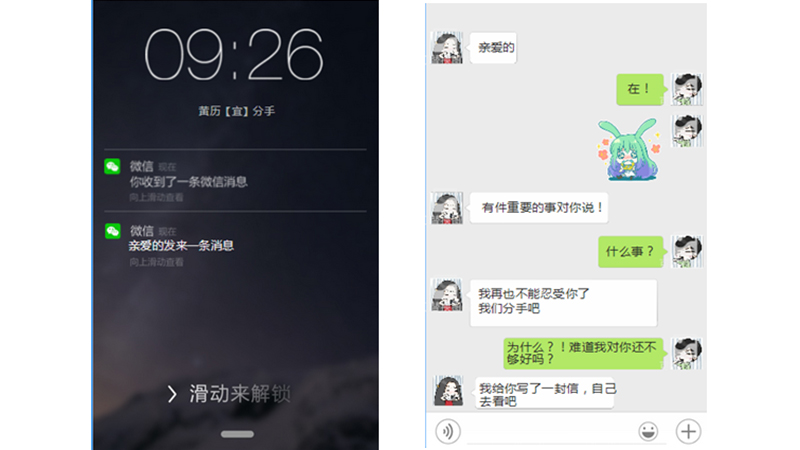 09:26
黄历【宜】分手
微信 现在
你收到了一条微信消息
向上滑动查看
微信 现在
亲爱的发来一条消息
向上滑动查看
滑动来解锁
亲爱的
在！
有件重要的事对你说！
什么事？
我再也不能忍受你了
我们分手吧
为什么？！难道我对你还不
够好吗？
我给你写了一封信，自己
去看吧